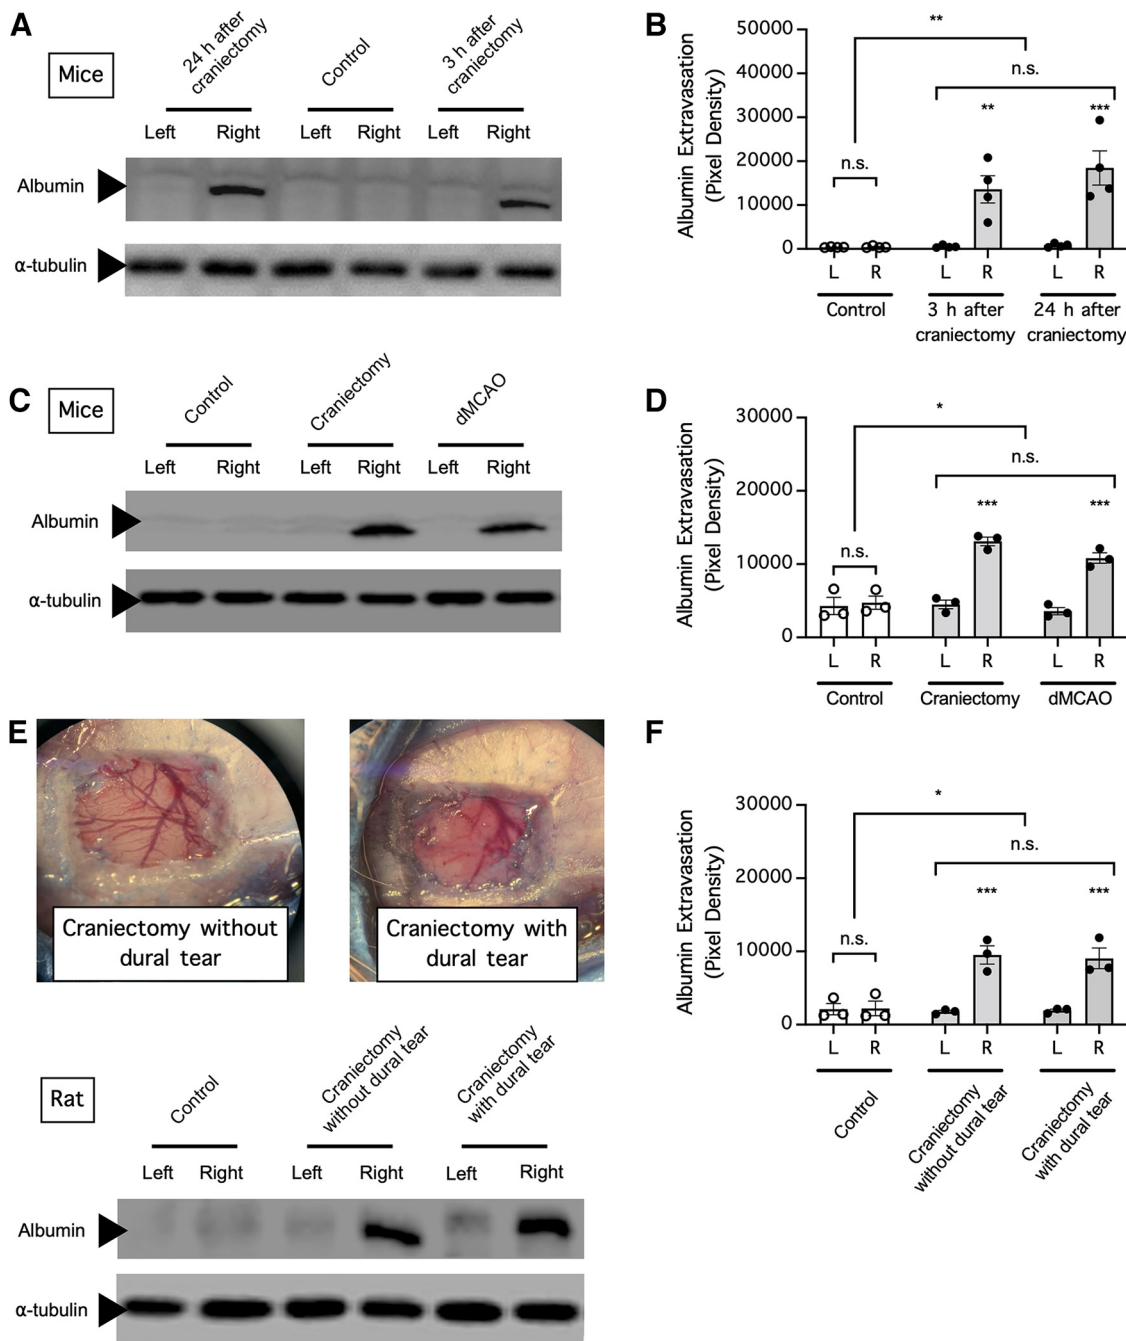 A
Mice
24 h after
craniectomy
Control
3 h after
craniectomy
Left
Right
Left
Right
Left
Right
Albumin
α-tubulin
B
Albumin Extravasation
(Pixel Density)
50000
40000
30000
20000
10000
0
**
n.s.
n.s.
**
***
L
R
L
R
L
R
Control
3 h after
craniectomy
24 h after
craniectomy
C
Mice
Control
Craniectomy
dMCAO
Left
Right
Left
Right
Left
Right
Albumin
α-tubulin
D
Albumin Extravasation
(Pixel Density)
30000
20000
10000
0
*
n.s.
n.s.
***
***
L
R
L
R
L
R
Control
Craniectomy
dMCAO
E
Craniectomy without
dural tear
Craniectomy with
dural tear
Rat
Control
Craniectomy
without dural tear
Craniectomy
with dural tear
Left
Right
Left
Right
Left
Right
Albumin
α-tubulin
F
Albumin Extravasation
(Pixel Density)
30000
20000
10000
0
*
n.s.
n.s.
***
***
L
R
L
R
L
R
Control
Craniectomy
without dural tear
Craniectomy
with dural tear